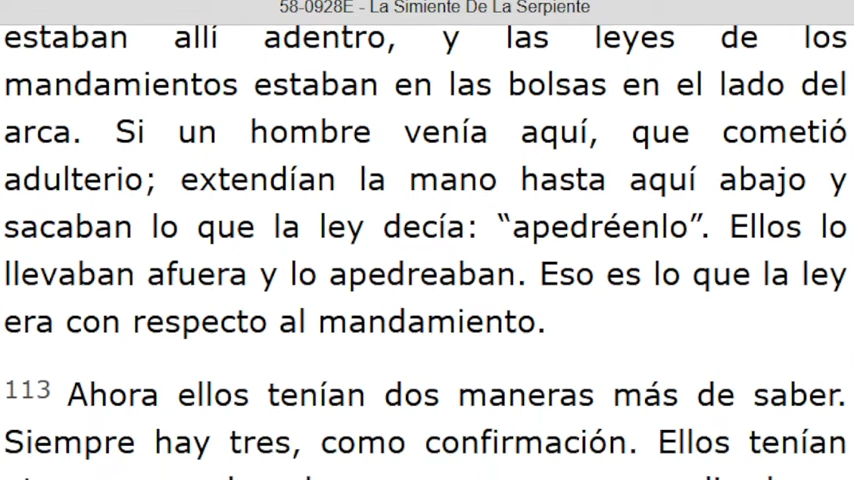 58-0928E - La Simiente De La Serpiente
estaban allí adentro, y las leyes de los
mandamientos estaban en las bolsas en el lado del
arca. Si un hombre venía aquí, que cometió
adulterio; extendían la mano hasta aquí abajo y
sacaban lo que la ley decía: “apedréenlo”. Ellos lo
llevaban afuera y lo apedreaban. Eso es lo que la ley
era con respecto al mandamiento.
113 Ahora ellos tenían dos maneras más de saber.
Siempre hay tres, como confirmación. Ellos tenían